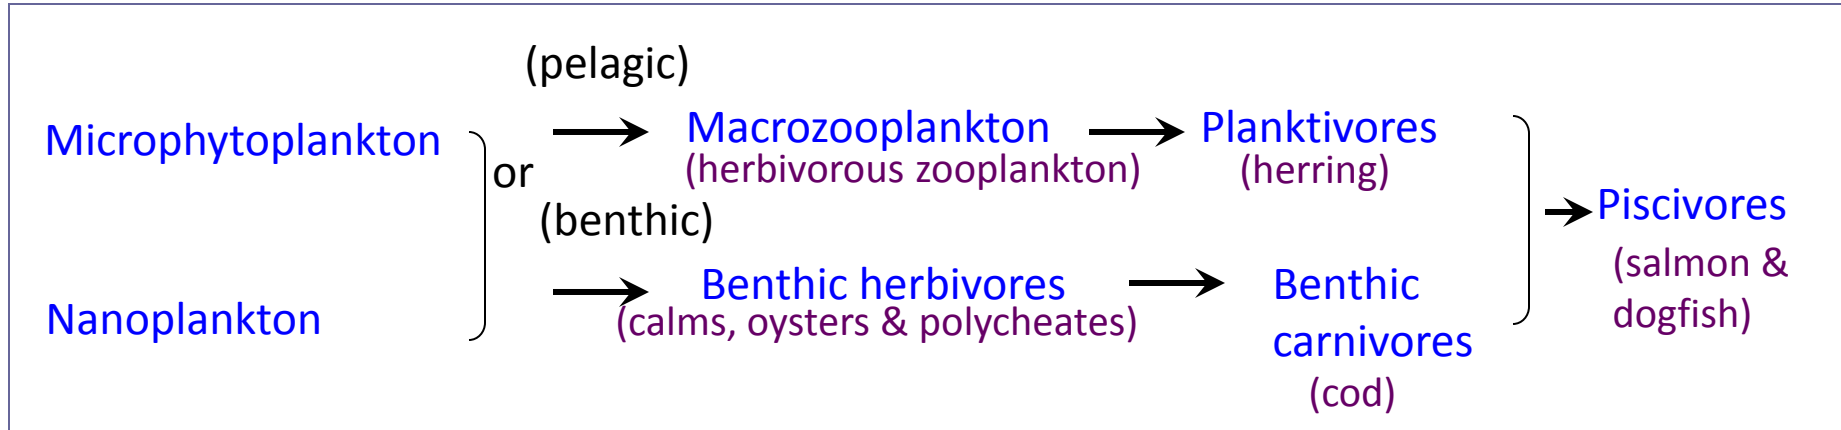 (pelagic)
Microphytoplankton
Macrozooplankton
Planktivores
(herbivorous zooplankton)
(herring)
or
(benthic)
Piscivores
(salmon &
dogfish)
Nanoplankton
Benthic herbivores
(calms, oysters & polycheates)
Benthic
carnivores
(cod)